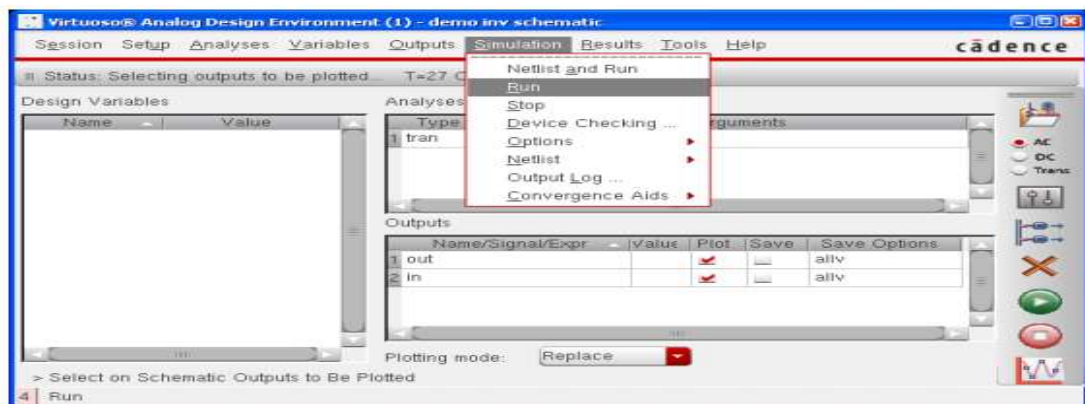 Virtuoso® Analog Design Environment (1) - demo inv schematic
Session Setup Analyses Variables Outputs Simulation Results Tools Help
cādence
Status: Selecting outputs to be plotted... T=27 C
Netlist and Run
Run
Stop
Device Checking ...
Options
Netlist
Output Log ...
Convergence Aids
Design Variables
Name Value
Analyses
Type
1 tran
AC
DC
Trans
Outputs
Name/Signal/Expr Value Plot Save Save Options
1 out allv
2 in allv
Plotting mode: Replace
> Select on Schematic Outputs to Be Plotted
4 Run